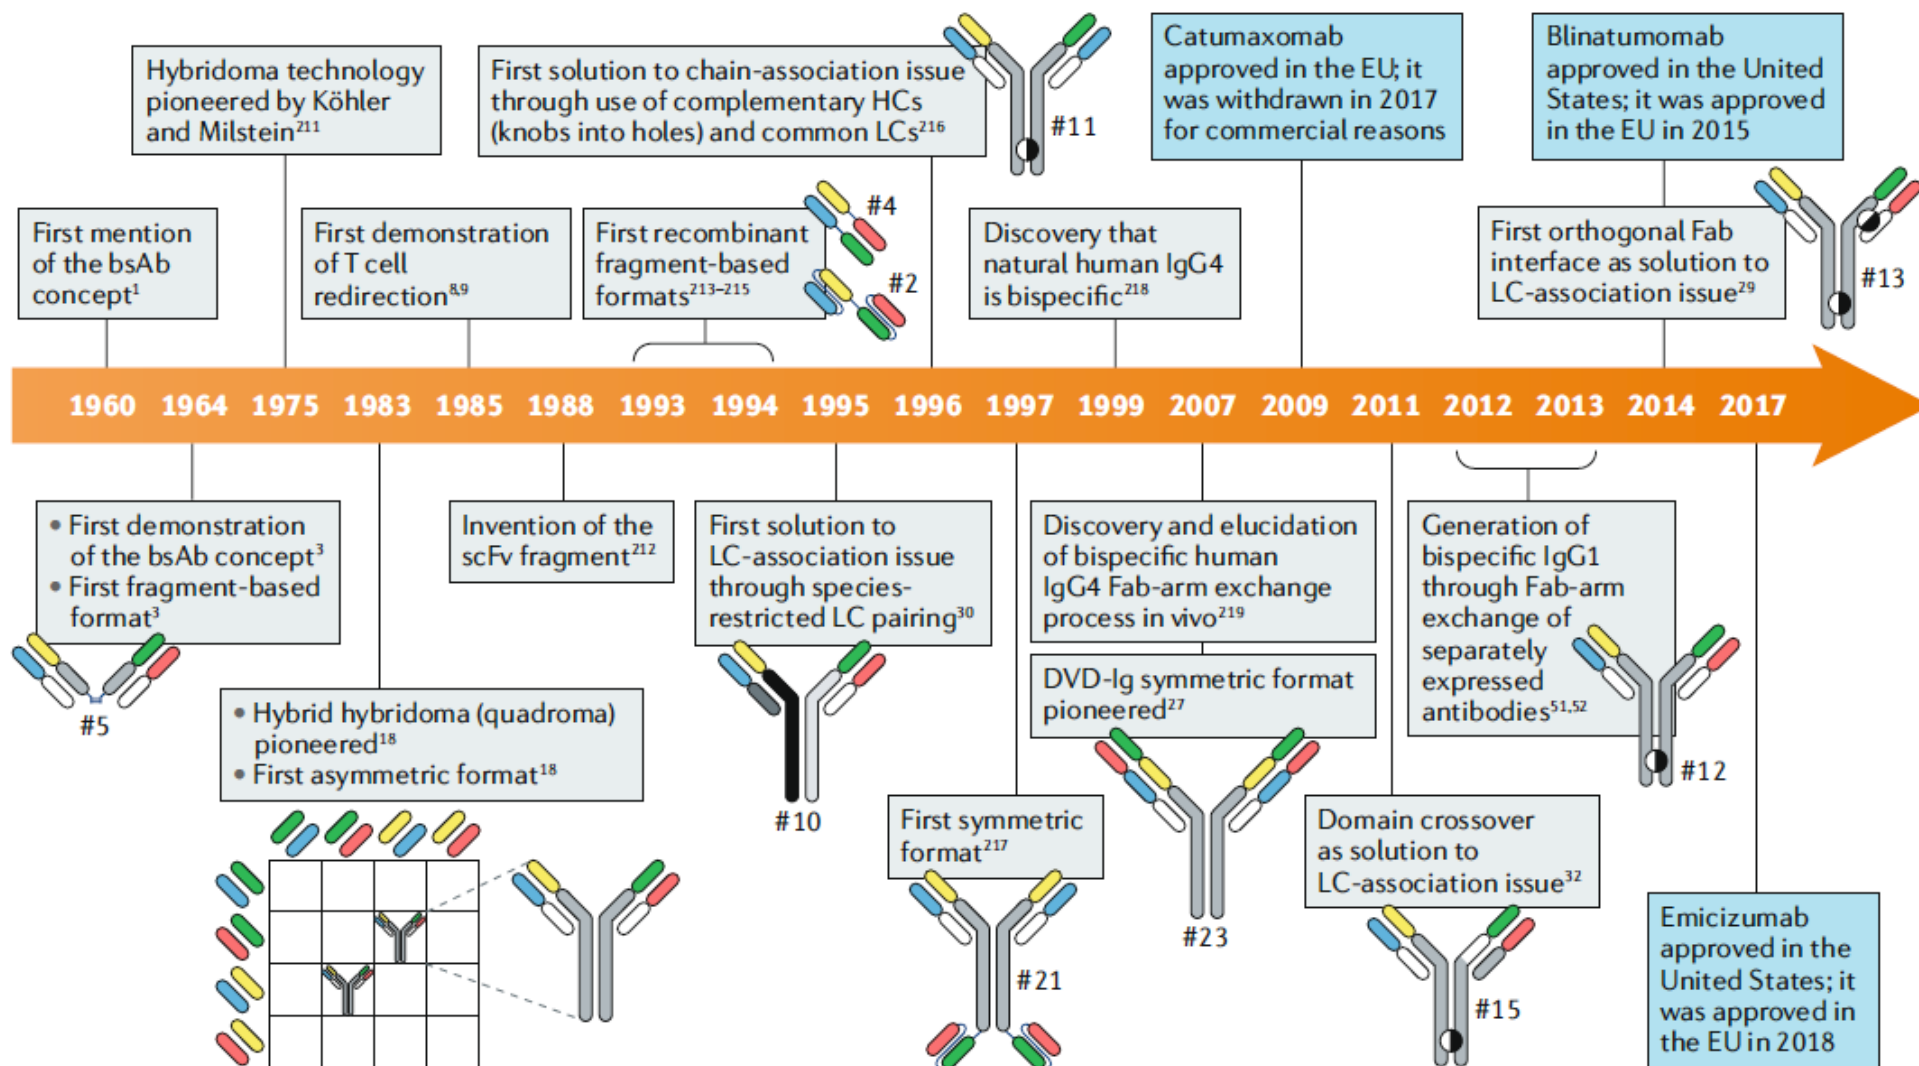 Hybridoma technology
pioneered by Köhler
and Milstein²¹¹
First solution to chain-association issue
through use of complementary HCs
(knobs into holes) and common LCs²¹⁶
#11
Catumaxomab
approved in the EU; it
was withdrawn in 2017
for commercial reasons
Blinatumomab
approved in the United
States; it was approved
in the EU in 2015
First mention
of the bsAb
concept¹
First demonstration
of T cell
redirection⁸,⁹
First recombinant
fragment-based
formats²¹³⁻²¹⁵
#4
#2
Discovery that
natural human IgG4
is bispecific²¹⁸
First orthogonal Fab
interface as solution to
LC-association issue²⁹
#13
1960 1964 1975 1983 1985 1988 1993 1994 1995 1996 1997 1999 2007 2009 2011 2012 2013 2014 2017
• First demonstration
of the bsAb concept³
• First fragment-based
format³
#5
• Hybrid hybridoma (quadroma)
pioneered¹⁸
• First asymmetric format¹⁸
Invention of the
scFv fragment²¹²
First solution to
LC-association issue
through species-
restricted LC pairing³⁰
#10
First symmetric
format²¹⁷
#21
Discovery and elucidation
of bispecific human
IgG4 Fab-arm exchange
process in vivo²¹⁹
DVD-Ig symmetric format
pioneered²⁷
#23
Domain crossover
as solution to
LC-association issue³²
#15
Generation of
bispecific IgG1
through Fab-arm
exchange of
separately
expressed
antibodies⁵¹,⁵²
#12
Emicizumab
approved in the
United States; it
was approved in
the EU in 2018